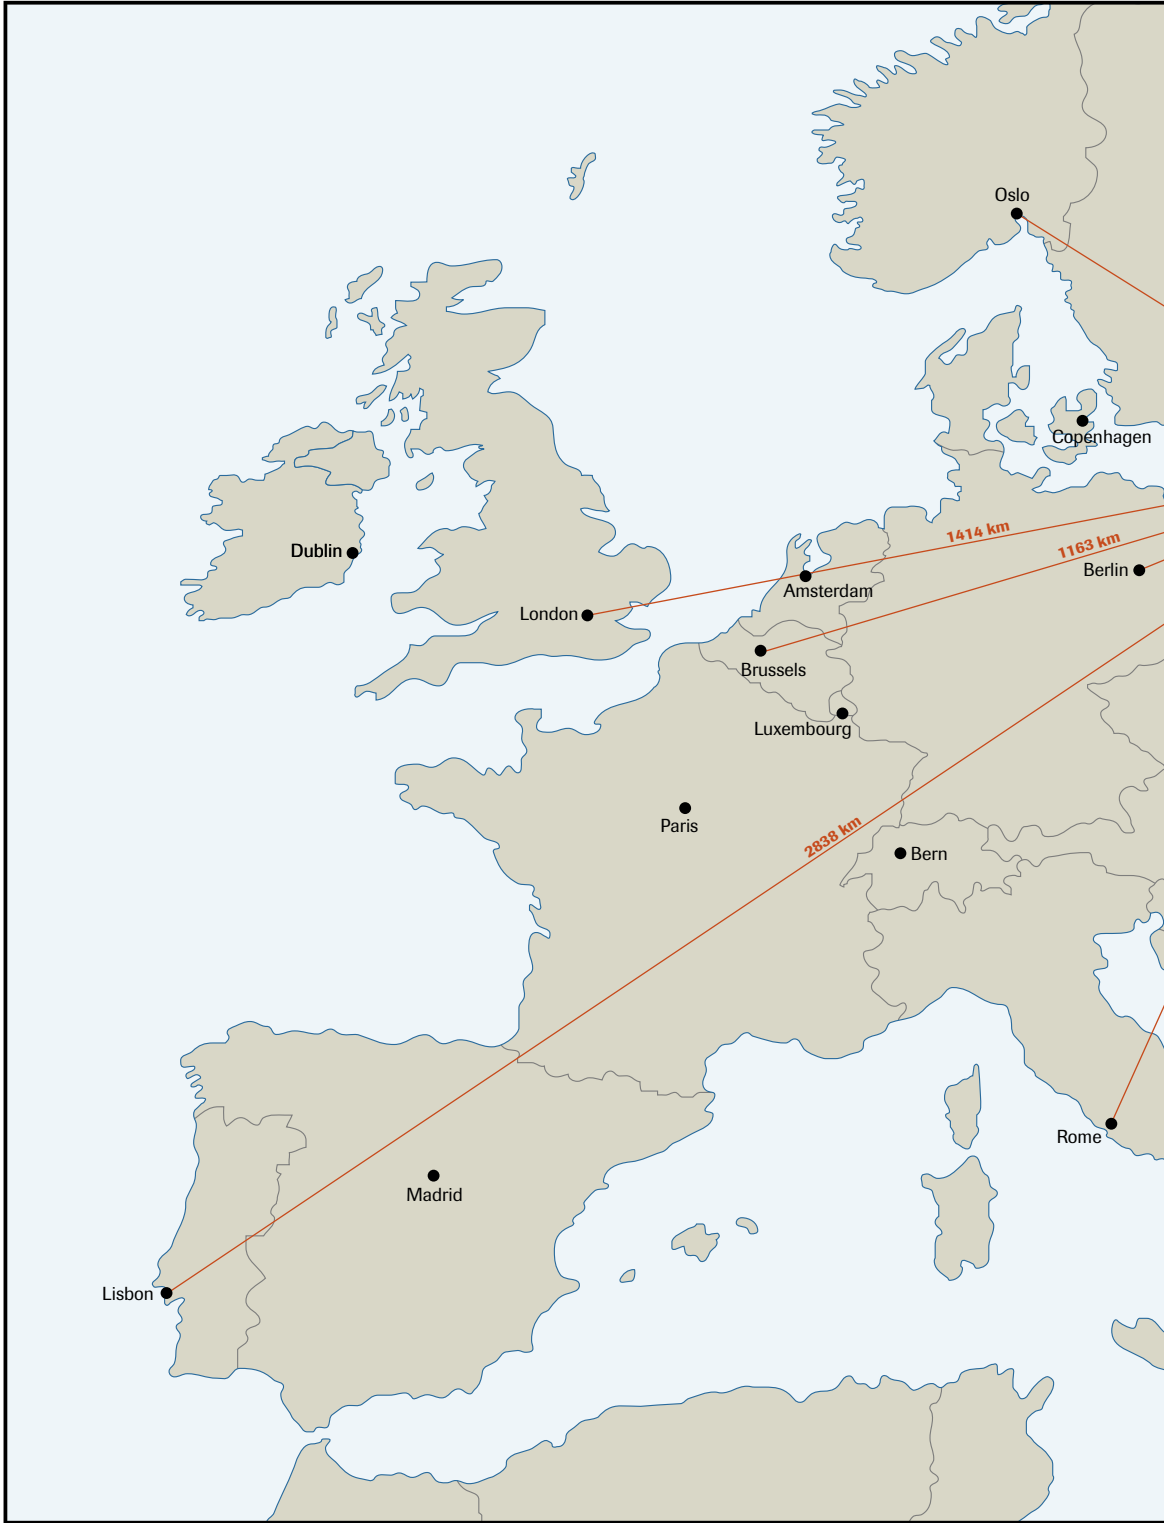 Oslo
Copenhagen
1414 km
1163 km
Dublin
Berlin
Amsterdam
London
Brussels
Luxembourg
Paris
2838 km
Bern
Rome
Madrid
Lisbon